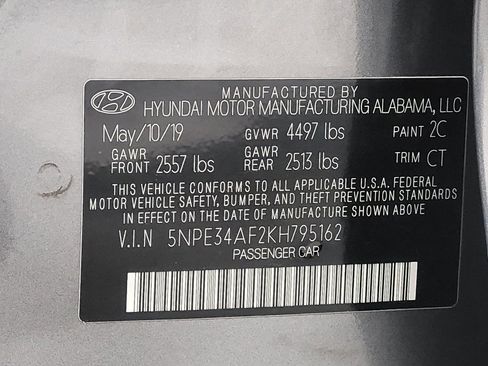 MANUFACTURED BY
HYUNDAI MOTOR MANUFACTURING ALABAMA, LLC
May/10/19 GVWR 4497 lbs PAINT 2C
GAWR FRONT 2557 lbs GAWR REAR 2513 lbs TRIM CT
THIS VEHICLE CONFORMS TO ALL APPLICABLE U.S.A. FEDERAL
MOTOR VEHICLE SAFETY, BUMPER, AND THEFT PREVENTION STANDARDS
IN EFFECT ON THE DATE OF MANUFACTURE SHOWN ABOVE.
V.I.N 5NPE34AF2KH795162
PASSENGER CAR